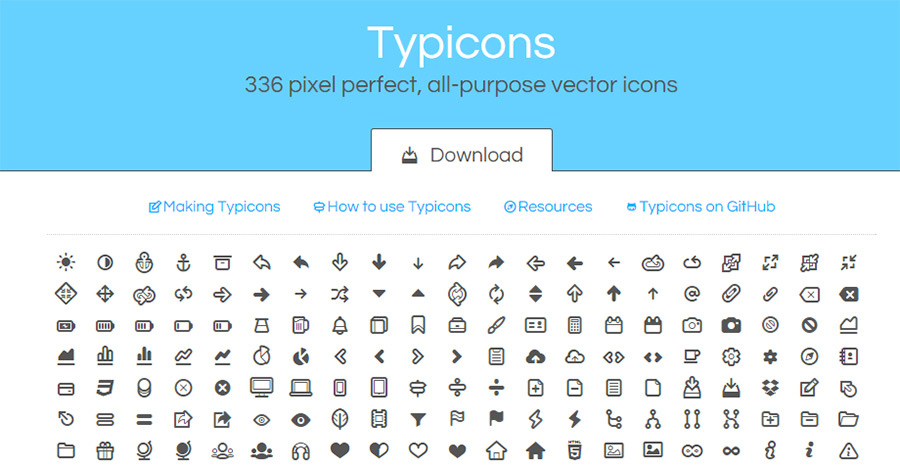 Typicons
336 pixel perfect, all-purpose vector icons
Download
Making Typicons How to use Typicons Resources Typicons on GitHub